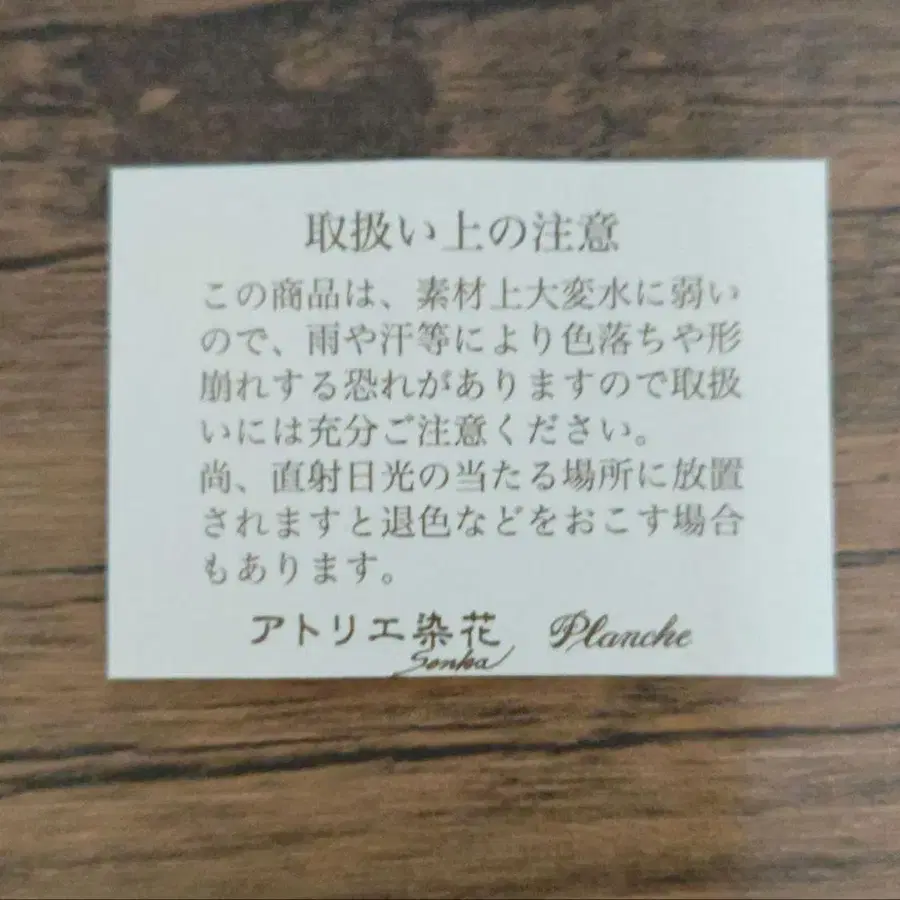 取扱い上の注意
この商品は、素材上大変水に弱い
ので、雨や汗等により色落ちや形
崩れする恐れがありますので取扱
いには充分ご注意ください。
尚、直射日光の当たる場所に放置
されますと退色などをおこす場合
もあります。
アトリエ染花 Planche
Senka